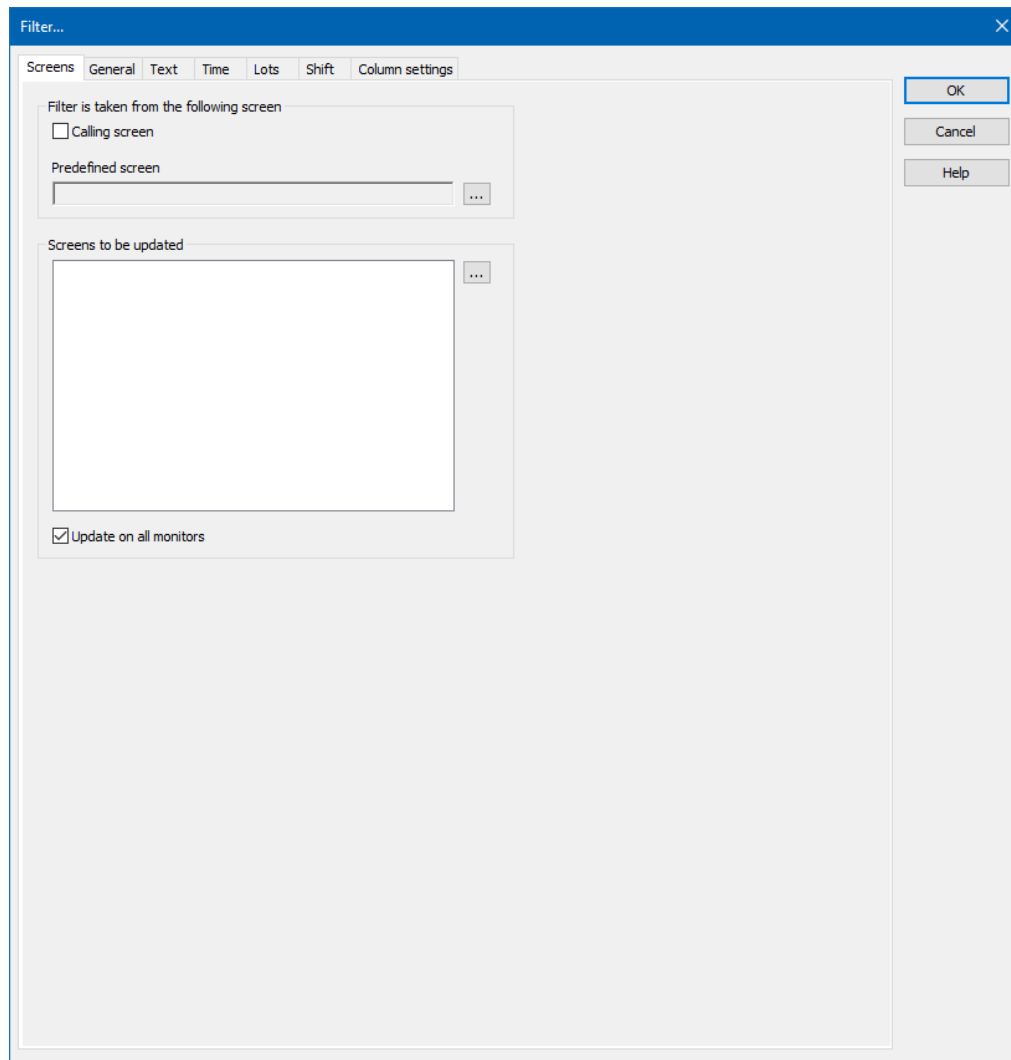 Filter...
Screens General Text Time Lots Shift Column settings
OK
Filter is taken from the following screen
Calling screen
Cancel
Predefined screen
Help
...
Screens to be updated
...
Update on all monitors